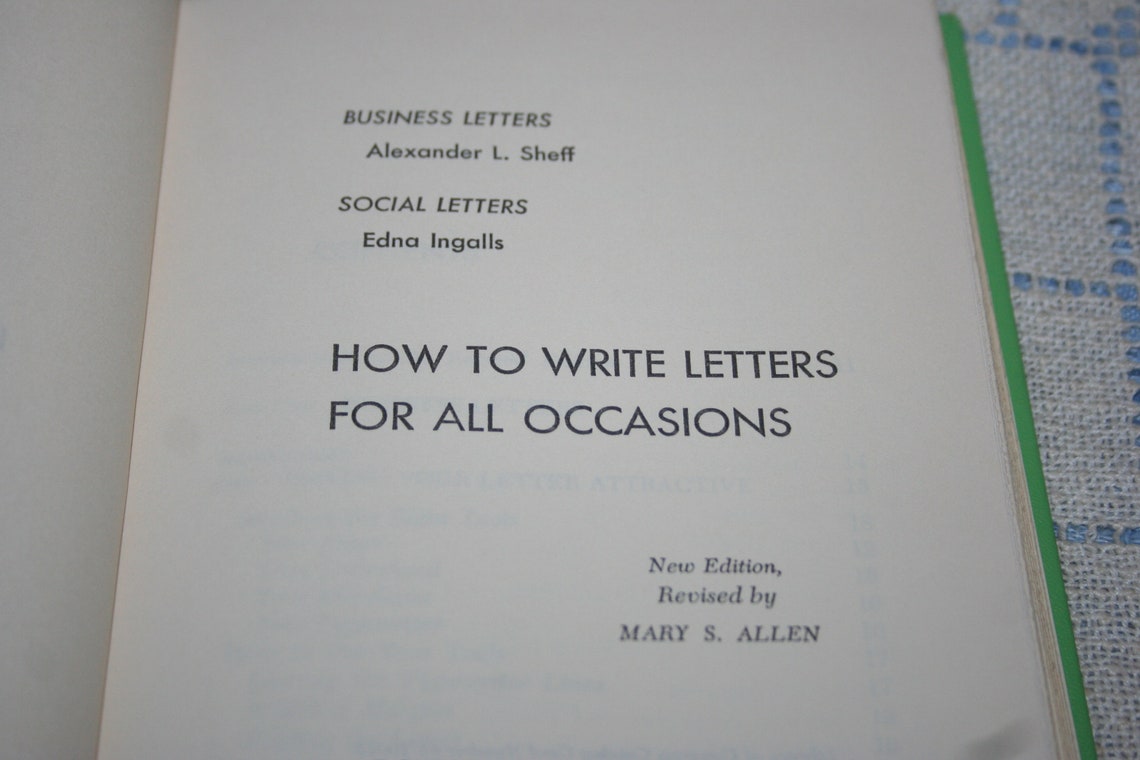 BUSINESS LETTERS
Alexander L. Sheff
SOCIAL LETTERS
Edna Ingalls
HOW TO WRITE LETTERS
FOR ALL OCCASIONS
New Edition,
Revised by
MARY S. ALLEN